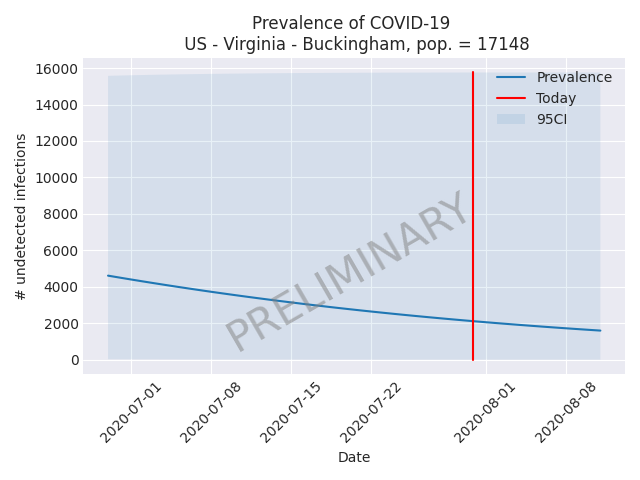 Prevalence of COVID-19
US - Virginia - Buckingham, pop. = 17148
16000
14000
12000
10000
8000
6000
4000
2000
0
# undetected infections
Prevalence
Today
95CI
PRELIMINARY
2020-07-01
2020-07-08
2020-07-15
2020-07-22
2020-08-01
2020-08-08
Date